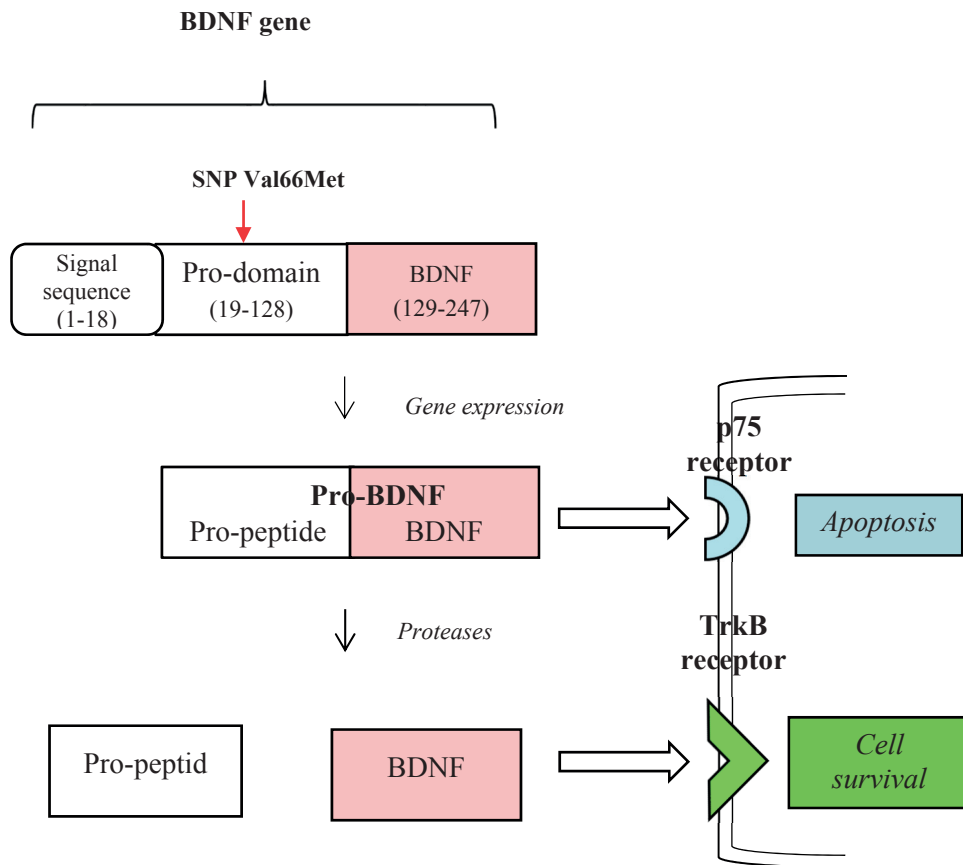 BDNF gene
SNP Val66Met
Signal
sequence
(1-18)
Pro-domain
(19-128)
BDNF
(129-247)
Gene expression
p75
receptor
Pro-BDNF
Pro-peptide
BDNF
Apoptosis
Proteases
TrkB
receptor
Pro-peptid
BDNF
Cell
survival